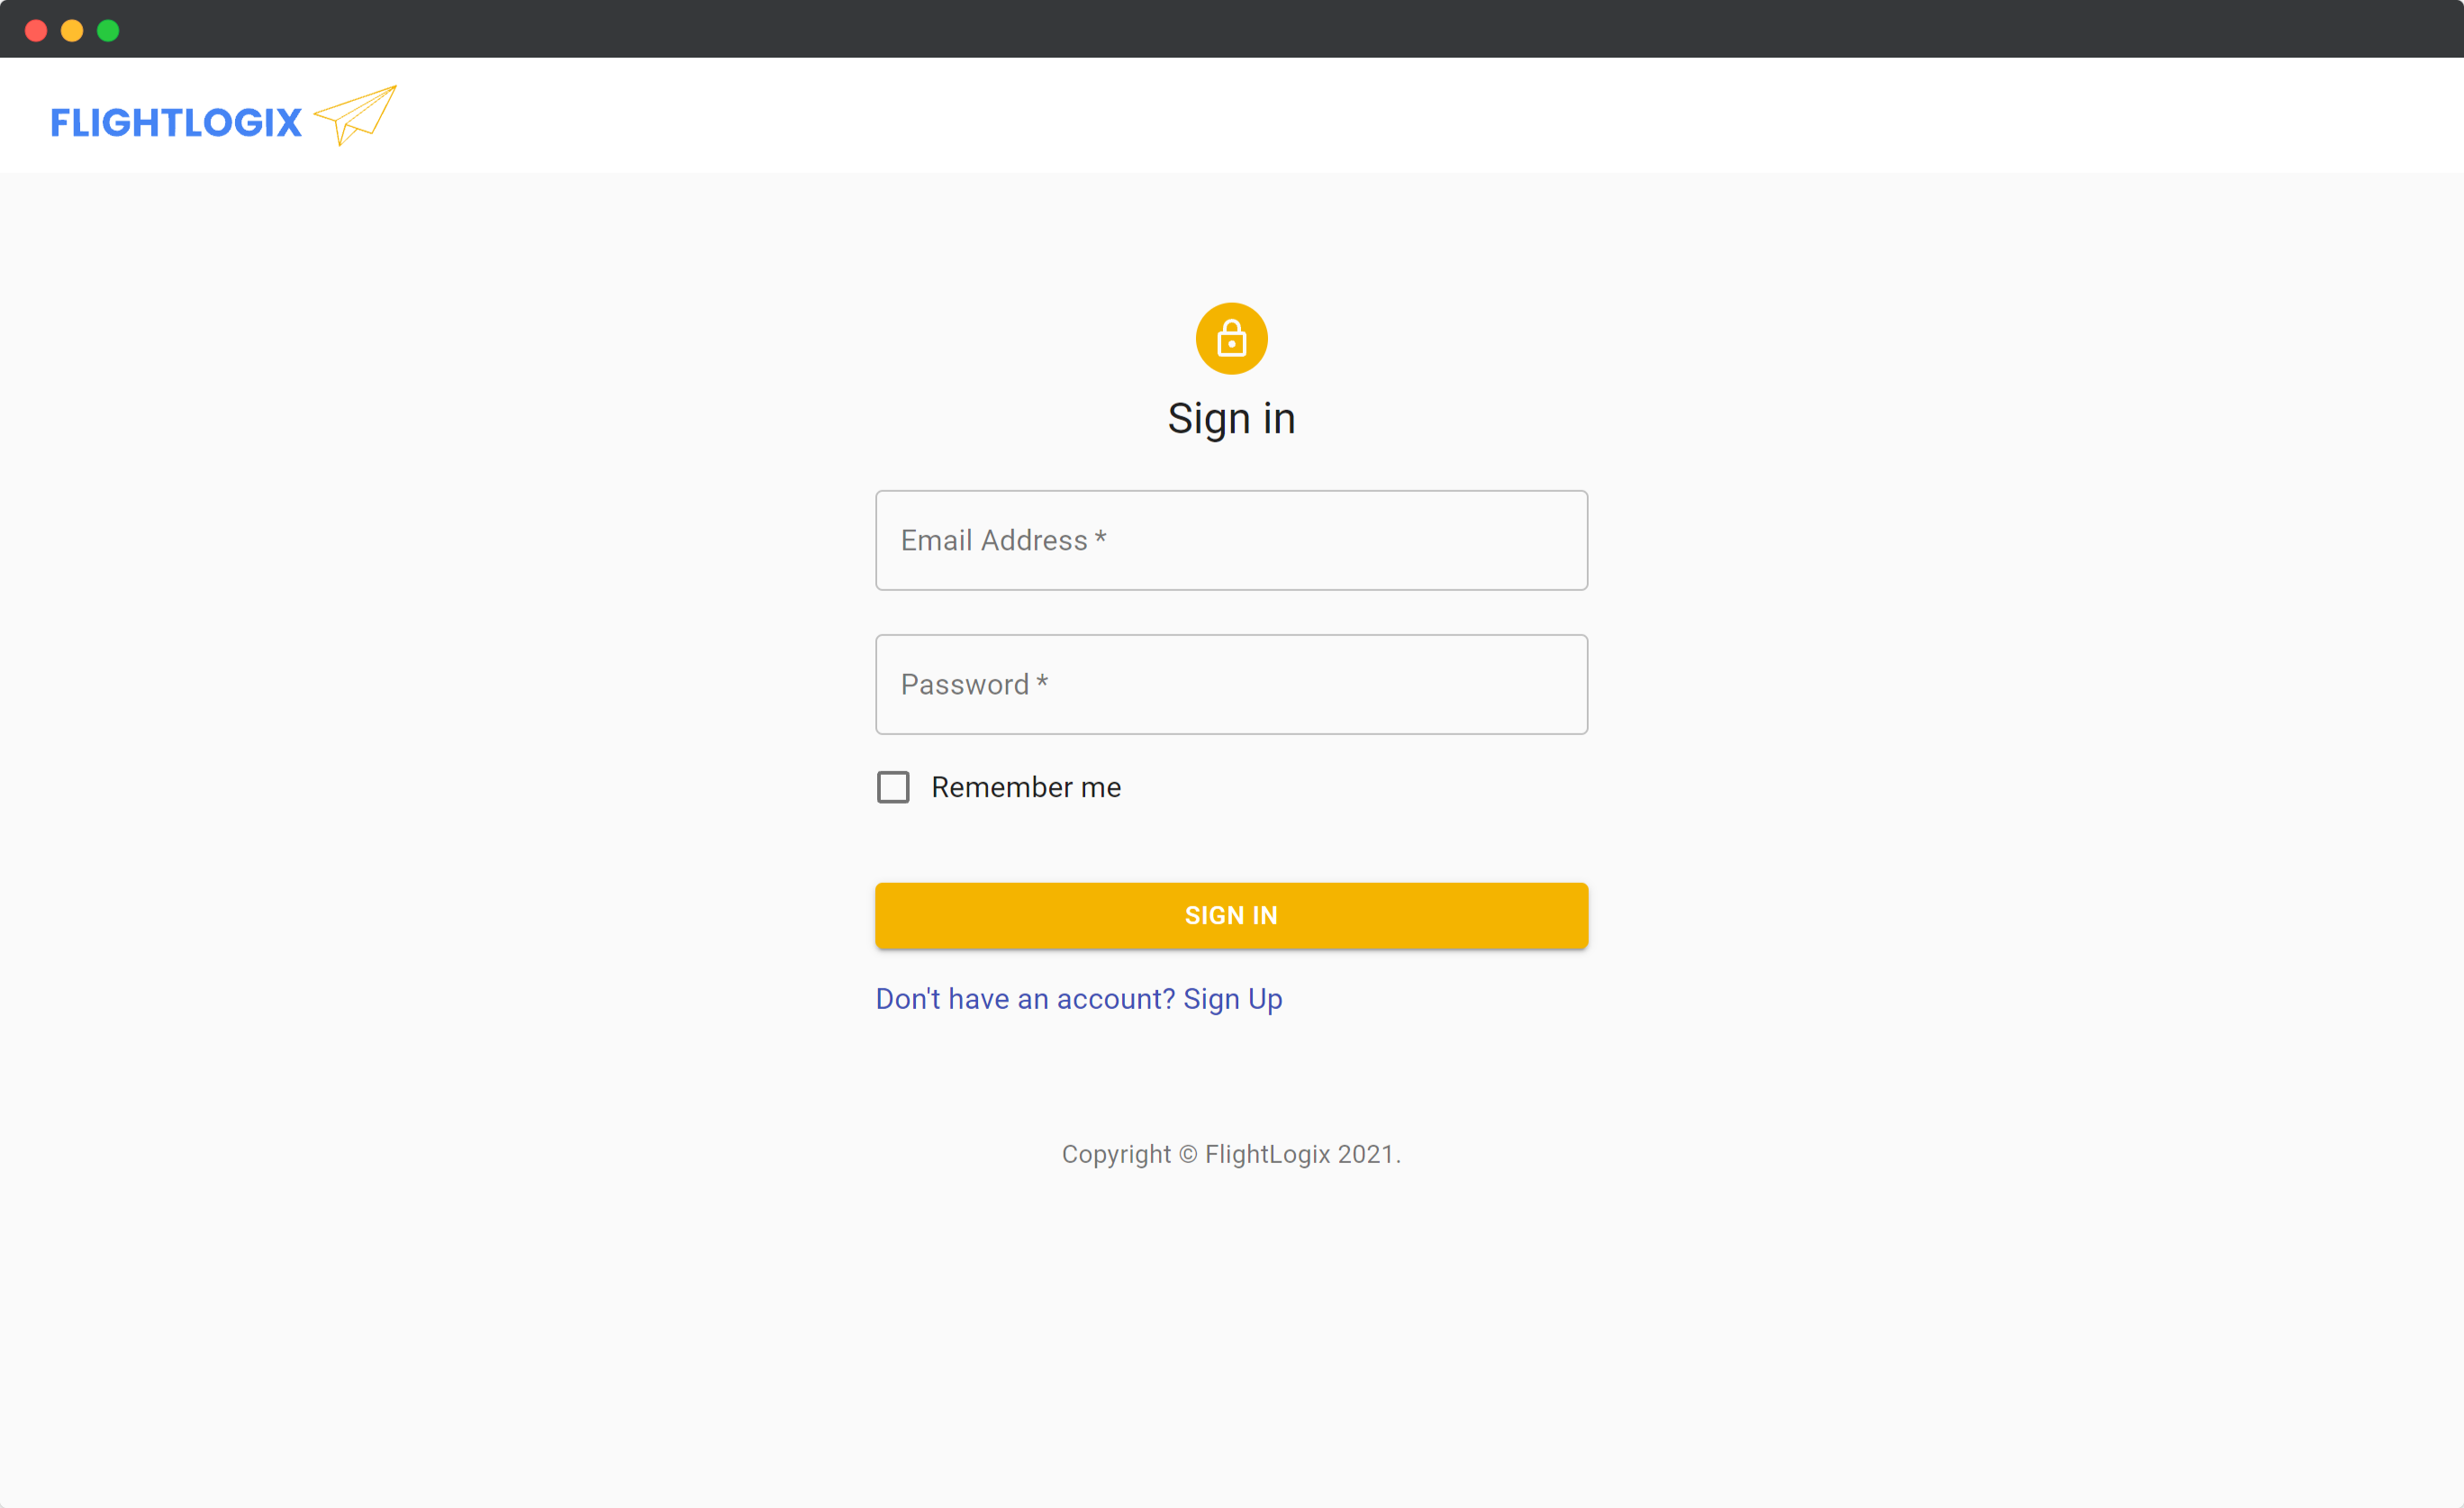 FLIGHTLOGIX
Sign in
Email Address *
Password *
Remember me
SIGN IN
Don't have an account? Sign Up
Copyright © FlightLogix 2021.